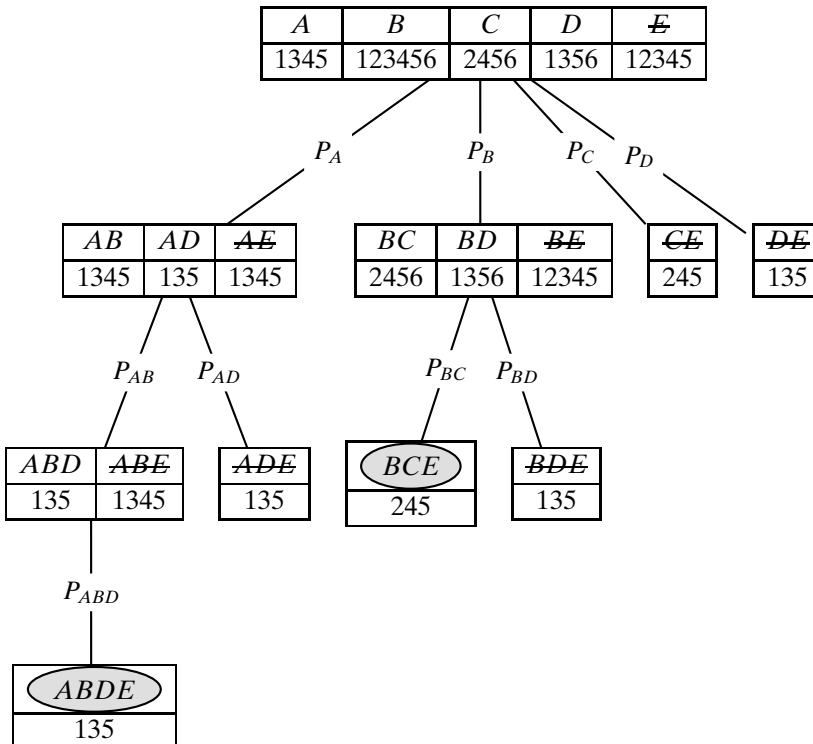 A B C D E
1345 123456 2456 1356 12345
P_A P_B P_C P_D
AB AD AE BC BD BE CE DE
1345 135 1345 2456 1356 12345 245 135
P_AB P_AD P_BC P_BD
ABD ABE ADE BCE BDE
135 1345 135 245 135
P_ABD
ABDE
135